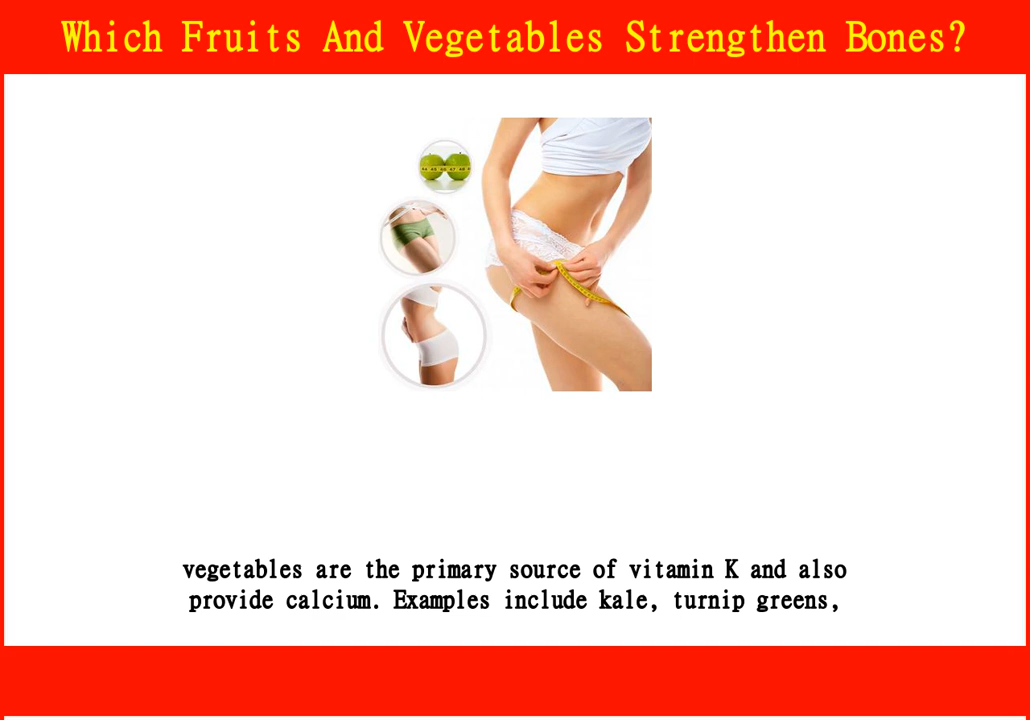 Which Fruits And Vegetables Strengthen Bones?
vegetables are the primary source of vitamin K and also
provide calcium. Examples include kale, turnip greens,